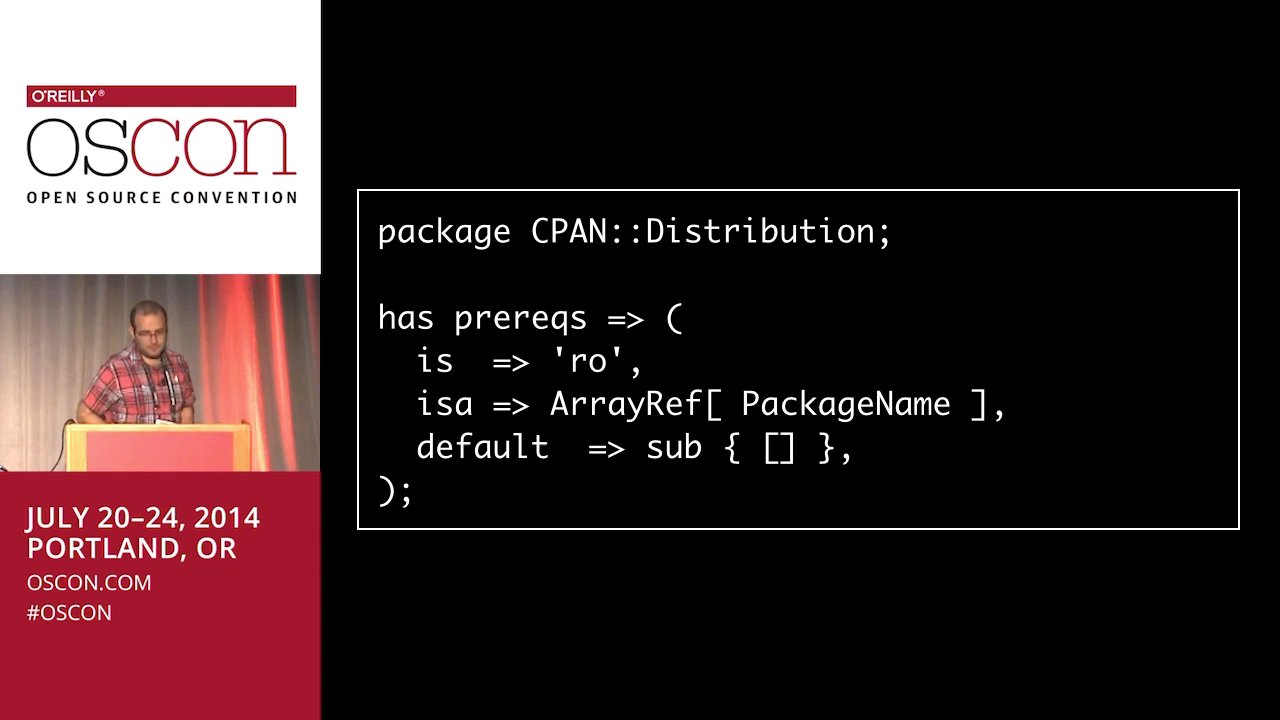 O'REILLY®
OSCON
OPEN SOURCE CONVENTION
JULY 20–24, 2014
PORTLAND, OR
OSCON.COM
#OSCON
package CPAN::Distribution;
has prereqs => (
  is  => 'ro',
  isa => ArrayRef[ PackageName ],
  default  => sub { [] },
);